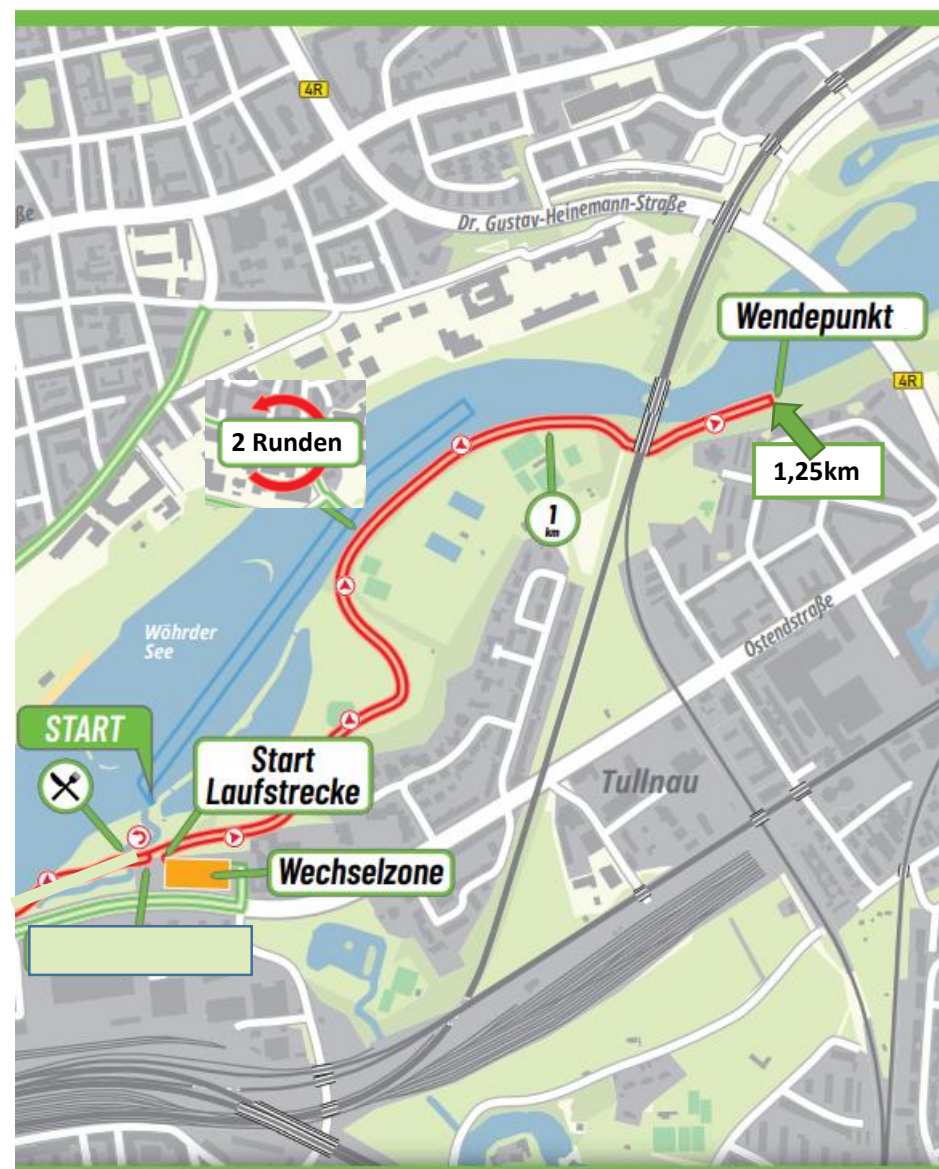 4R
ße
Dr. Gustav-Heinemann-Straße
Wendepunkt
4R
2 Runden
1,25km
1
km
Ostendstraße
Wöhrder
See
START
Start
Laufstrecke
Tullnau
Wechselzone